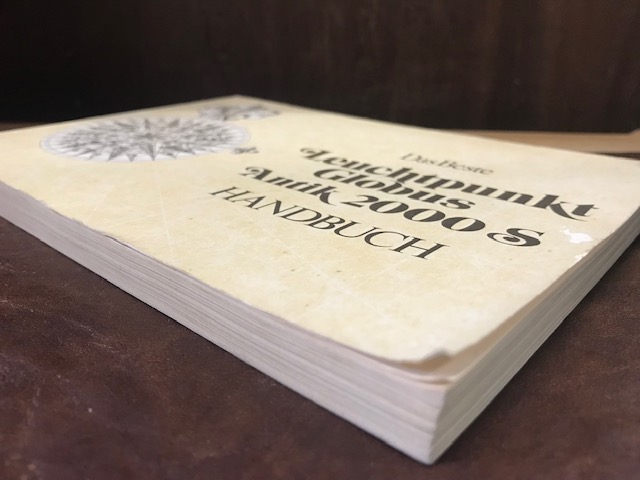 Das Beste
Leuchtpunkt
Globus
Antik 2000 S
HANDBUCH